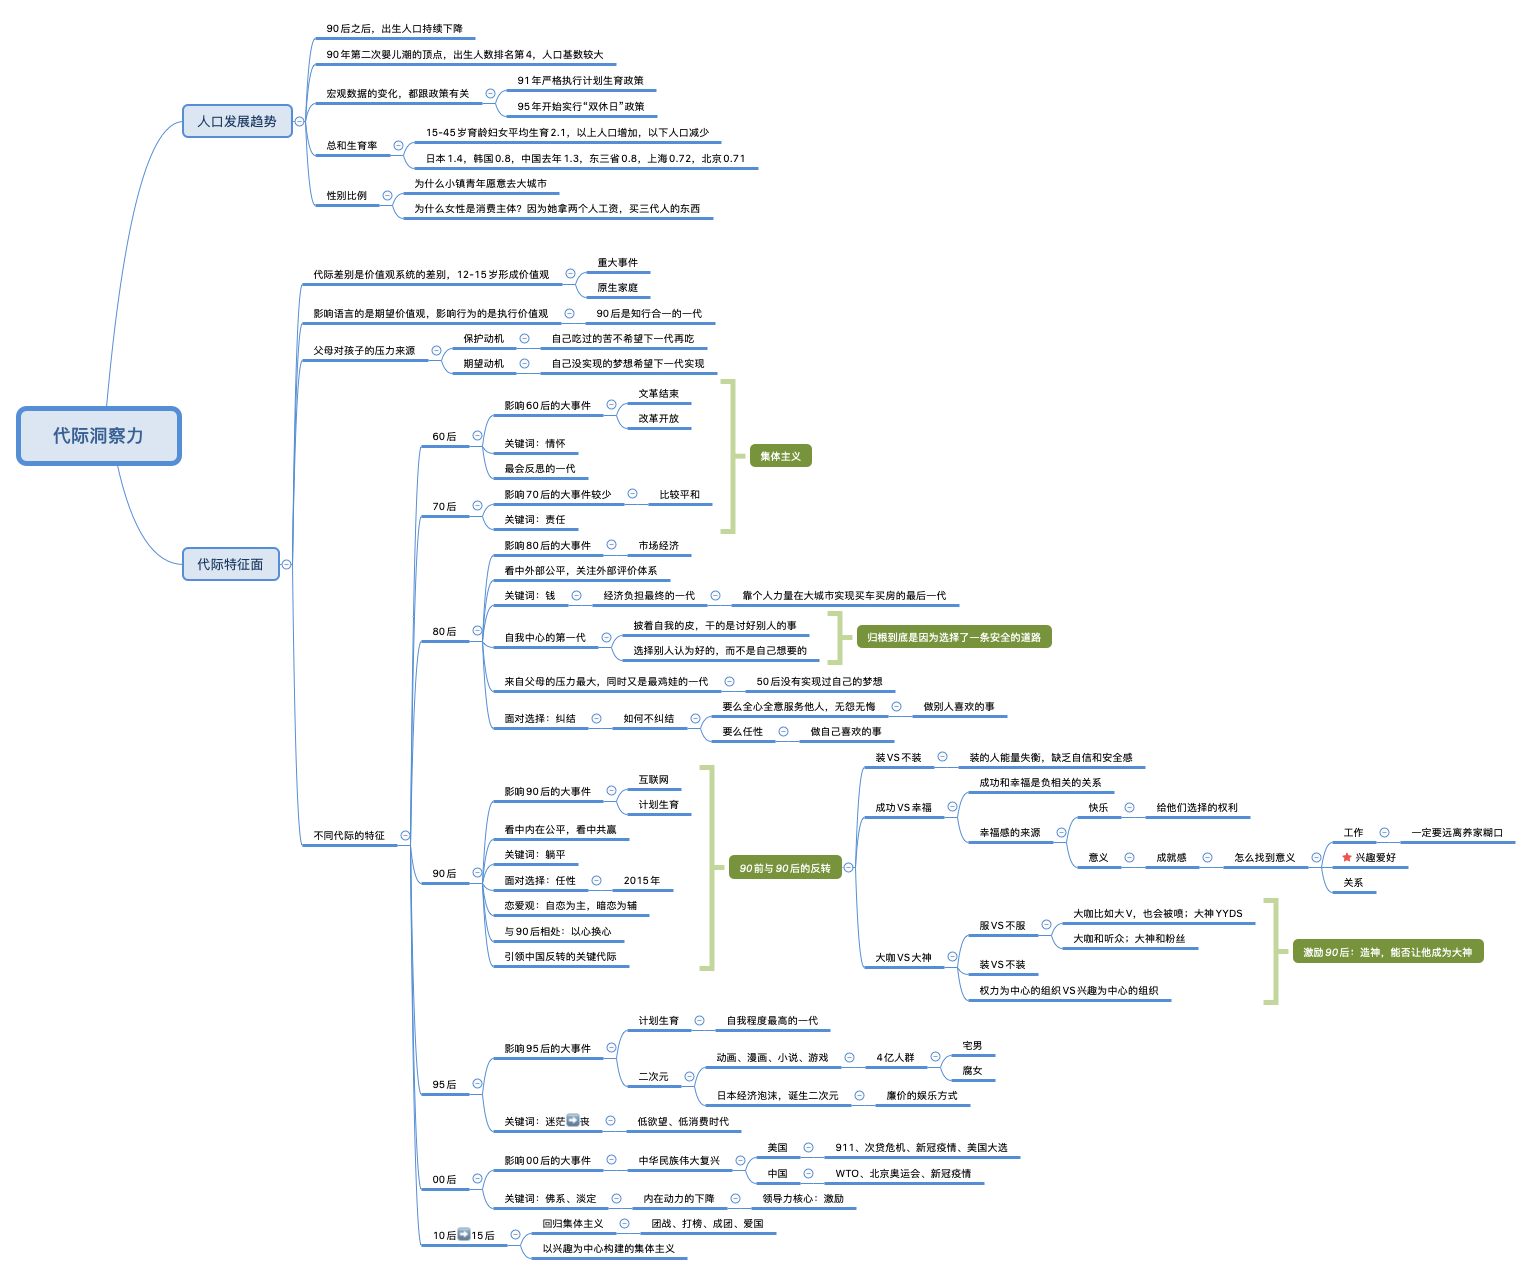 代际洞察力
人口发展趋势
90后之后，出生人口持续下降
90年第二次婴儿潮的顶点，出生人数排名第4，人口基数较大
宏观数据的变化，都跟政策有关
91年严格执行计划生育政策
95年开始实行“双休日”政策
总和生育率
15-45岁育龄妇女平均生育2.1，以上人口增加，以下人口减少
日本1.4，韩国0.8，中国去年1.3，东三省0.8，上海0.72，北京0.71
性别比例
为什么小镇青年愿意去大城市
为什么女性是消费主体？因为她拿两个人工资，买三代人的东西
代际特征面
代际差别是价值观系统的差别，12-15岁形成价值观
重大事件
原生家庭
影响语言的是期望价值观，影响行为的是执行价值观
90后是知行合一的一代
父母对孩子的压力来源
保护动机
自己吃过的苦不希望下一代再吃
期望动机
自己没实现的梦想希望下一代实现
不同代际的特征
60后
影响60后的大事件
文革结束
改革开放
关键词：情怀
最会反思的一代
70后
影响70后的大事件较少
比较平和
关键词：责任
集体主义
80后
影响80后的大事件
市场经济
看中外部公平，关注外部评价体系
关键词：钱
经济负担最终的一代
靠个人力量在大城市实现买车买房的最后一代
自我中心的第一代
披着自我的皮，干的是讨好别人的事
选择别人认为好的，而不是自己想要的
归根到底是因为选择了一条安全的道路
来自父母的压力最大，同时又是最鸡娃的一代
50后没有实现过自己的梦想
面对选择：纠结
如何不纠结
要么全心全意服务他人，无怨无悔
做别人喜欢的事
要么任性
做自己喜欢的事
90后
影响90后的大事件
互联网
计划生育
看中内在公平，看中共赢
关键词：躺平
面对选择：任性
2015年
恋爱观：自恋为主，暗恋为辅
与90后相处：以心换心
引领中国反转的关键代际
90前与90后的反转
装VS不装
装的人能量失衡，缺乏自信和安全感
成功VS幸福
成功和幸福是负相关的关系
幸福感的来源
快乐
给他们选择的权利
意义
成就感
怎么找到意义
工作
一定要远离养家糊口
兴趣爱好
关系
大咖VS大神
服VS不服
大咖比如大V，也会被喷；大神YYDS
大咖和听众；大神和粉丝
装VS不装
权力为中心的组织VS兴趣为中心的组织
激励90后：造神，能否让他成为大神
95后
影响95后的大事件
计划生育
自我程度最高的一代
二次元
动画、漫画、小说、游戏
4亿人群
宅男
腐女
日本经济泡沫，诞生二次元
廉价的娱乐方式
关键词：迷茫➡丧
低欲望、低消费时代
00后
影响00后的大事件
中华民族伟大复兴
美国
911、次贷危机、新冠疫情、美国大选
中国
WTO、北京奥运会、新冠疫情
关键词：佛系、淡定
内在动力的下降
领导力核心：激励
10后➡15后
回归集体主义
团战、打榜、成团、爱国
以兴趣为中心构建的集体主义